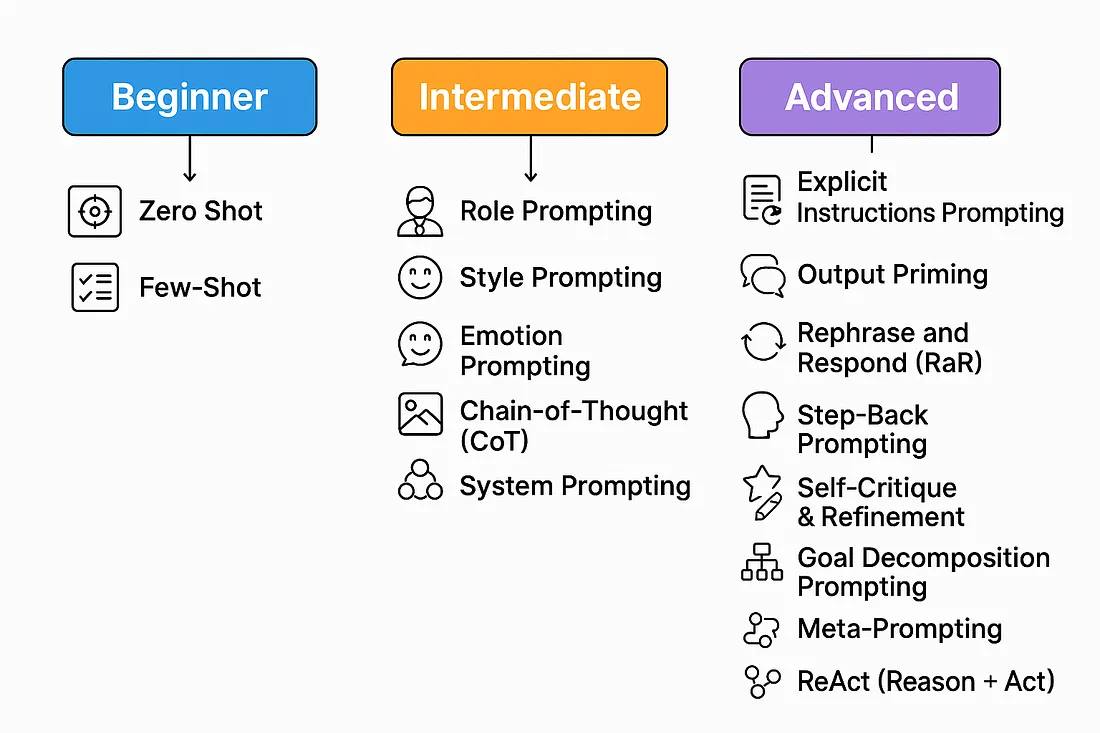 Beginner
Zero Shot
Few-Shot
Intermediate
Role Prompting
Style Prompting
Emotion
Prompting
Chain-of-Thought
(CoT)
System Prompting
Advanced
Explicit
Instructions Prompting
Output Priming
Rephrase and
Respond (RaR)
Step-Back
Prompting
Self-Critique
& Refinement
Goal Decomposition
Prompting
Meta-Prompting
ReAct (Reason + Act)